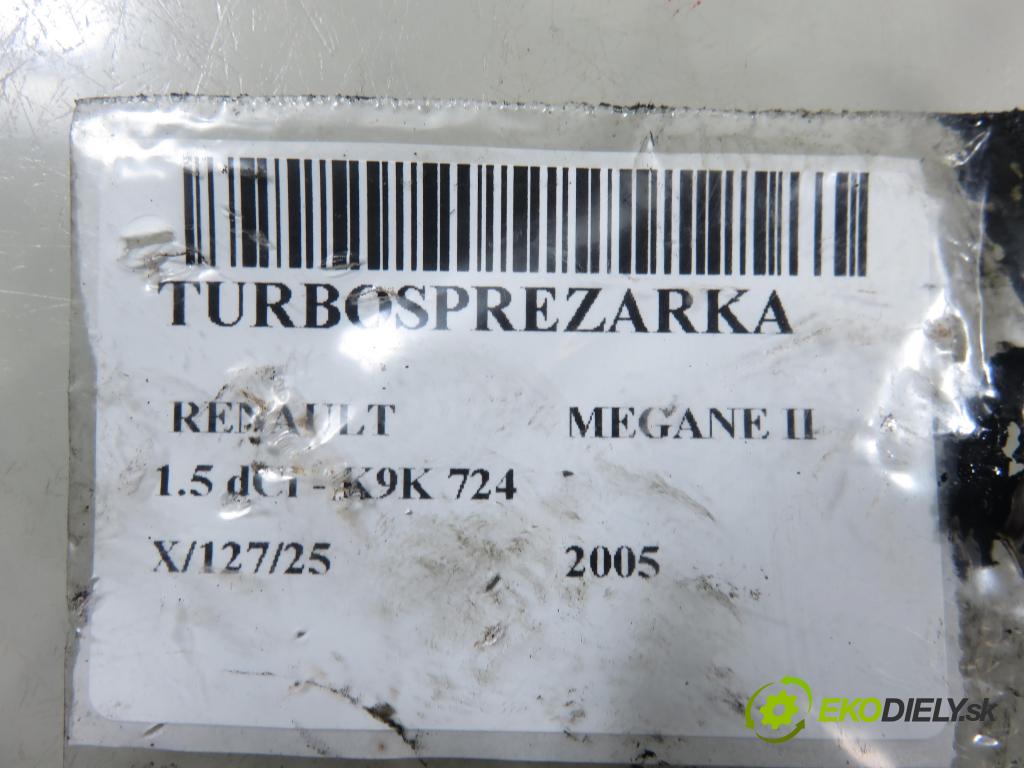 TURBOSPREZARKA
RENAULT MEGANE II
1.5 dCI - K9K 724
X/127/25 2005
EKODIELY.sk